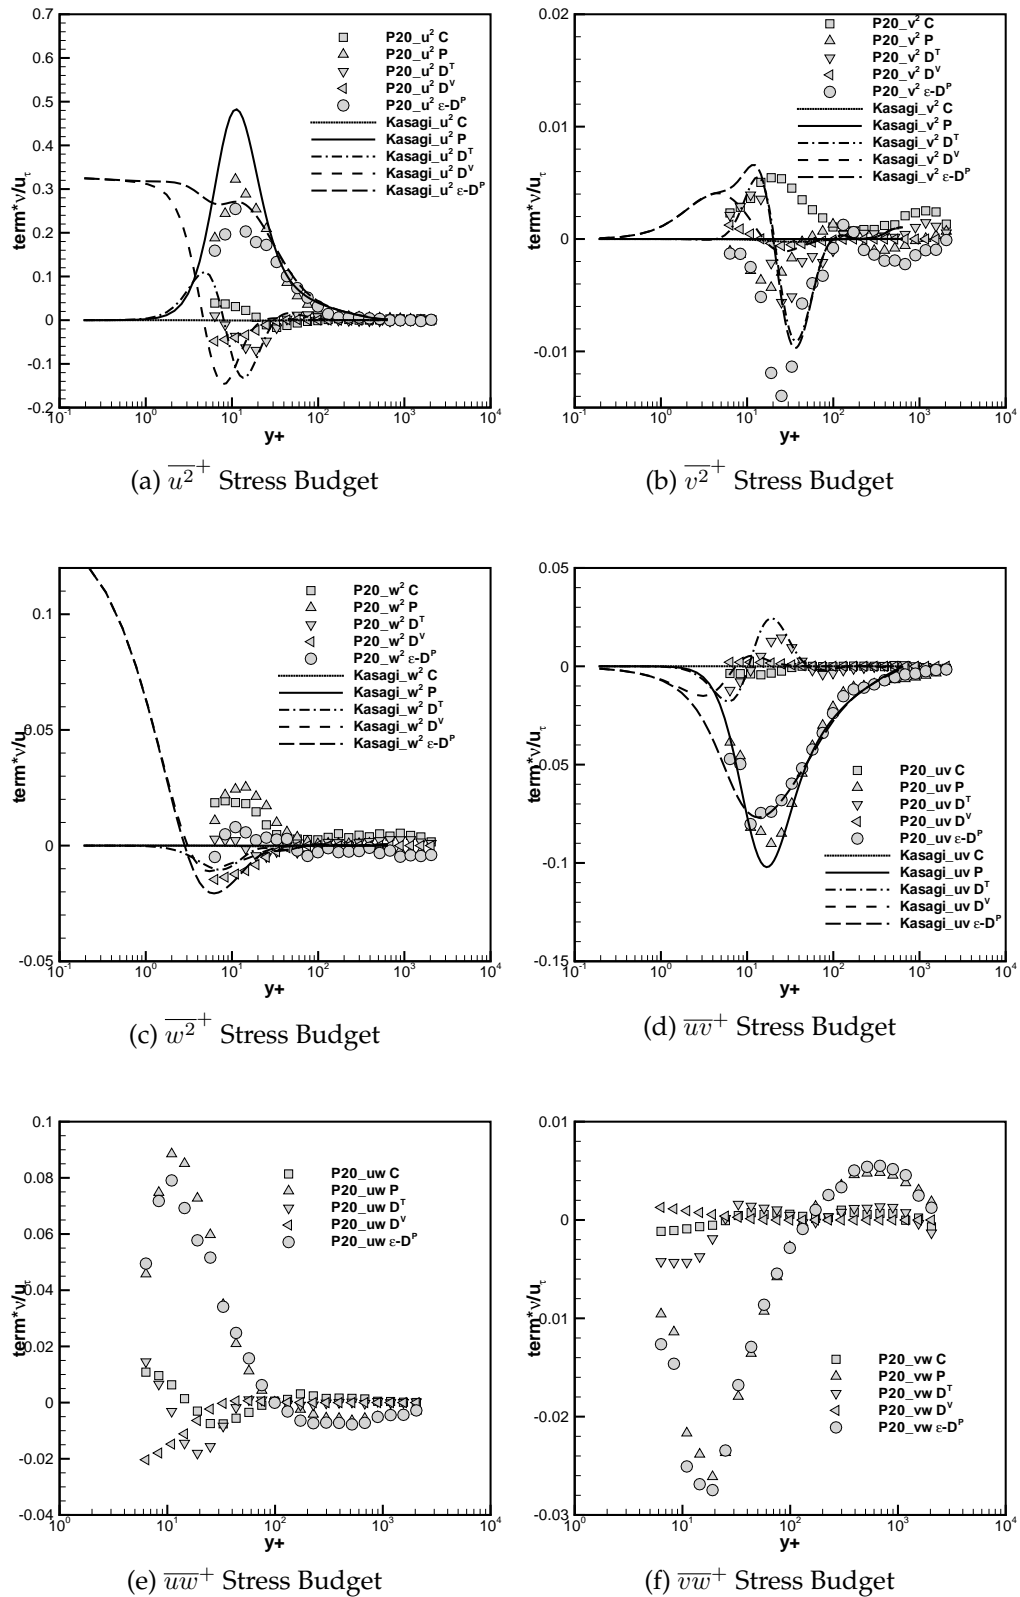 0.7
0.6
0.5
0.4
0.3
0.2
0.1
0
-0.1
-0.2
term*ν/u_τ
10^-1 10^0 10^1 10^2 10^3 10^4
y+
P20_u² C
P20_u² P
P20_u² D^T
P20_u² D^V
P20_u² ε-D^P
Kasagi_u² C
Kasagi_u² P
Kasagi_u² D^T
Kasagi_u² D^V
Kasagi_u² ε-D^P
(a) \overline{u^2}^+ Stress Budget
0.02
0.01
0
-0.01
term*ν/u_τ
10^-1 10^0 10^1 10^2 10^3 10^4
y+
P20_v² C
P20_v² P
P20_v² D^T
P20_v² D^V
P20_v² ε-D^P
Kasagi_v² C
Kasagi_v² P
Kasagi_v² D^T
Kasagi_v² D^V
Kasagi_v² ε-D^P
(b) \overline{v^2}^+ Stress Budget
0.1
0.05
0
-0.05
term*ν/u_τ
10^-1 10^0 10^1 10^2 10^3 10^4
y+
P20_w² C
P20_w² P
P20_w² D^T
P20_w² D^V
P20_w² ε-D^P
Kasagi_w² C
Kasagi_w² P
Kasagi_w² D^T
Kasagi_w² D^V
Kasagi_w² ε-D^P
(c) \overline{w^2}^+ Stress Budget
0.05
0
-0.05
-0.1
-0.15
term*ν/u_τ
10^-1 10^0 10^1 10^2 10^3 10^4
y+
P20_uv C
P20_uv P
P20_uv D^T
P20_uv D^V
P20_uv ε-D^P
Kasagi_uv C
Kasagi_uv P
Kasagi_uv D^T
Kasagi_uv D^V
Kasagi_uv ε-D^P
(d) \overline{uv}^+ Stress Budget
0.1
0.08
0.06
0.04
0.02
0
-0.02
-0.04
term*ν/u_τ
10^0 10^1 10^2 10^3 10^4
y+
P20_uw C
P20_uw P
P20_uw D^T
P20_uw D^V
P20_uw ε-D^P
(e) \overline{uw}^+ Stress Budget
0.01
0
-0.01
-0.02
-0.03
term*ν/u_τ
10^0 10^1 10^2 10^3 10^4
y+
P20_vw C
P20_vw P
P20_vw D^T
P20_vw D^V
P20_vw ε-D^P
(f) \overline{vw}^+ Stress Budget